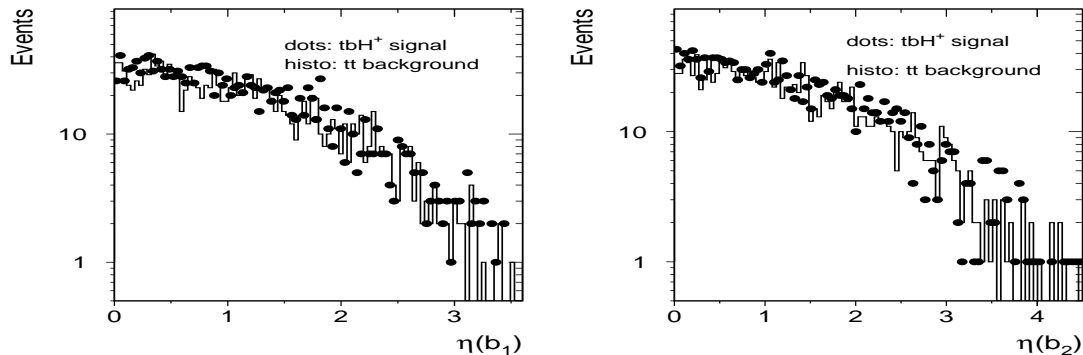 Events
dots: tbH⁺ signal
histo: tt background
10
1
0 1 2 3
η(b₁)
Events
dots: tbH⁺ signal
histo: tt background
10
1
0 1 2 3 4
η(b₂)